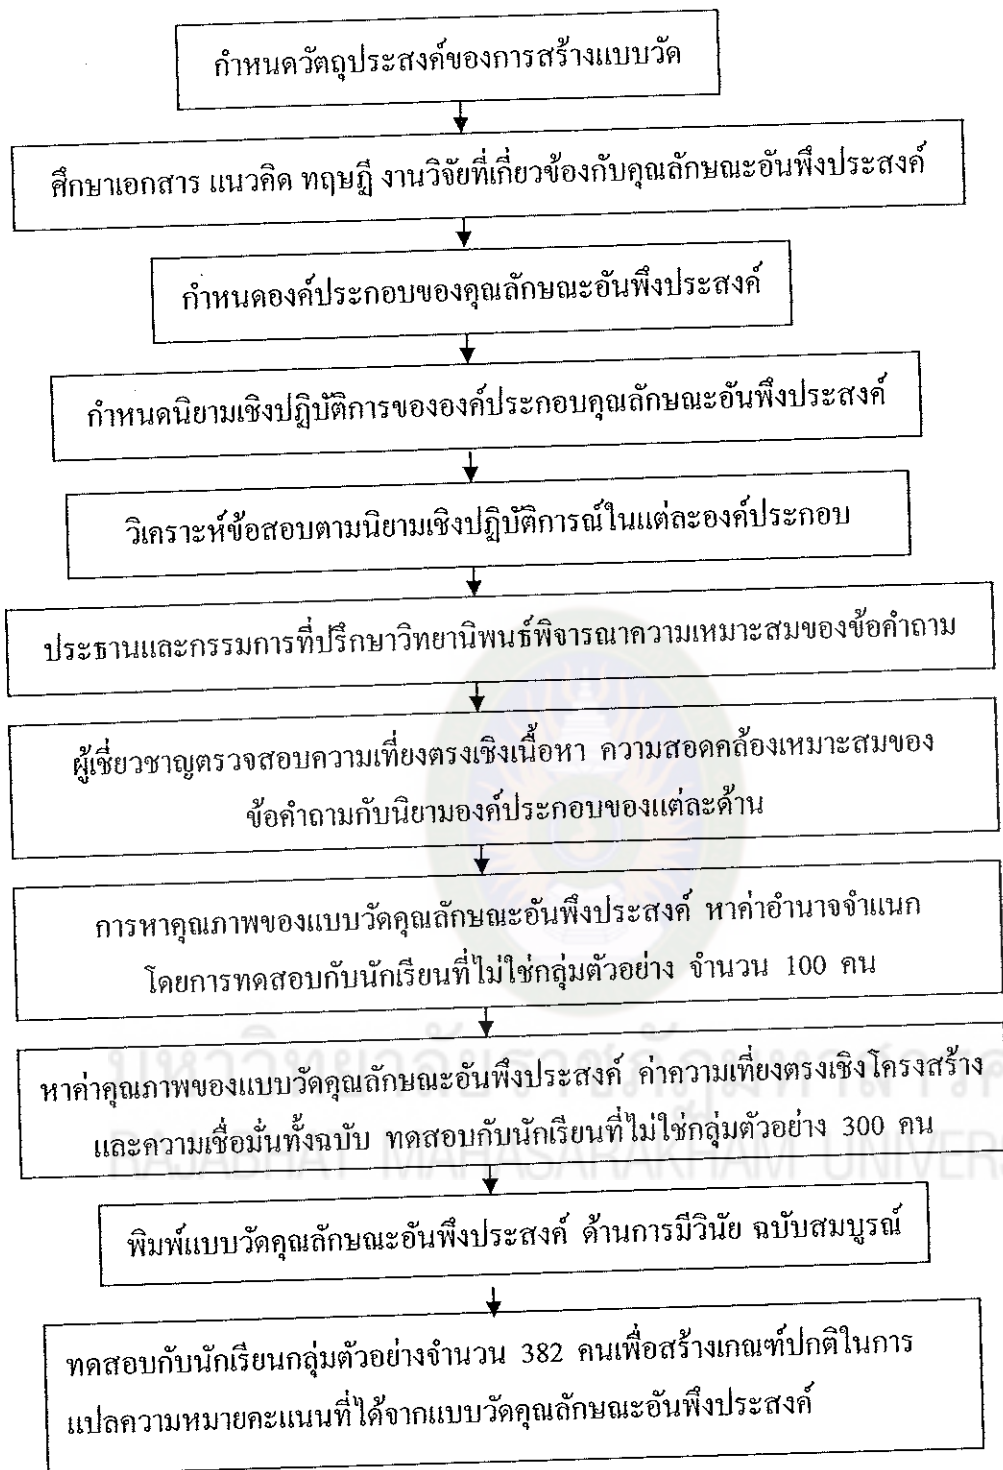 กำหนดวัตถุประสงค์ของการสร้างแบบวัด
ศึกษาเอกสาร แนวคิด ทฤษฎี งานวิจัยที่เกี่ยวข้องกับคุณลักษณะอันพึงประสงค์
กำหนดองค์ประกอบของคุณลักษณะอันพึงประสงค์
กำหนดนิยามเชิงปฏิบัติการขององค์ประกอบคุณลักษณะอันพึงประสงค์
วิเคราะห์ข้อสอบตามนิยามเชิงปฏิบัติการณ์ในแต่ละองค์ประกอบ
ประธานและกรรมการที่ปรึกษาวิทยานิพนธ์พิจารณาความเหมาะสมของข้อคำถาม
ผู้เชี่ยวชาญตรวจสอบความเที่ยงตรงเชิงเนื้อหา ความสอดคล้องเหมาะสมของ
ข้อคำถามกับนิยามองค์ประกอบของแต่ละด้าน
การหาคุณภาพของแบบวัดคุณลักษณะอันพึงประสงค์ หาค่าอำนาจจำแนก
โดยการทดสอบกับนักเรียนที่ไม่ใช่กลุ่มตัวอย่าง จำนวน 100 คน
หาค่าคุณภาพของแบบวัดคุณลักษณะอันพึงประสงค์ ค่าความเที่ยงตรงเชิงโครงสร้าง
และความเชื่อมั่นทั้งฉบับ ทดสอบกับนักเรียนที่ไม่ใช่กลุ่มตัวอย่าง 300 คน
พิมพ์แบบวัดคุณลักษณะอันพึงประสงค์ ด้านการมีวินัย ฉบับสมบูรณ์
ทดสอบกับนักเรียนกลุ่มตัวอย่างจำนวน 382 คนเพื่อสร้างเกณฑ์ปกติในการ
แปลความหมายคะแนนที่ได้จากแบบวัดคุณลักษณะอันพึงประสงค์